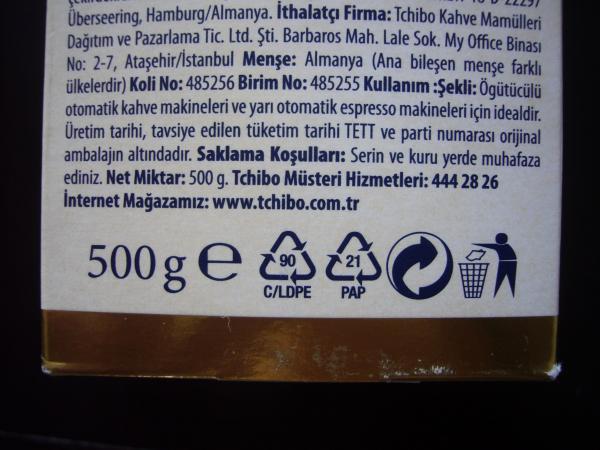 Überseering, Hamburg/Almanya. İthalatçı Firma: Tchibo Kahve Mamülleri
Dağıtım ve Pazarlama Tic. Ltd. Şti. Barbaros Mah. Lale Sok. My Office Binası
No: 2-7, Ataşehir/İstanbul Menşe: Almanya (Ana bileşen menşe farklı
ülkelerdir) Koli No: 485256 Birim No: 485255 Kullanım :Şekli: Öğütücülü
otomatik kahve makineleri ve yarı otomatik espresso makineleri için idealdir.
Üretim tarihi, tavsiye edilen tüketim tarihi TETT ve parti numarası orijinal
ambalajın altındadır. Saklama Koşulları: Serin ve kuru yerde muhafaza
ediniz. Net Miktar: 500 g. Tchibo Müsteri Hizmetleri: 444 28 26
İnternet Mağazamız: www.tchibo.com.tr
500 g ℮ 90 21
C/LDPE PAP